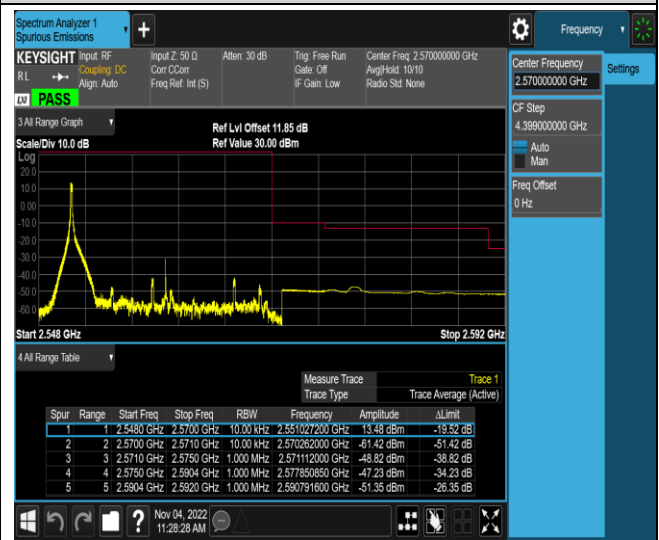 Spectrum Analyzer 1
Spurious Emissions
+
Frequency
KEYSIGHT Input: RF Input Z: 50 Ω Atten: 30 dB Trig: Free Run Center Freq: 2.570000000 GHz
RL Coupling: DC Corr CCorr Gate: Off Avg|Hold: 10/10
Align: Auto Freq Ref: Int (S) IF Gain: Low Radio Std: None
LXI PASS
Center Frequency
2.570000000 GHz
Settings
CF Step
4.399000000 GHz
Auto
Man
Freq Offset
0 Hz
3 All Range Graph
Ref Lvl Offset 11.85 dB
Scale/Div 10.0 dB Ref Value 30.00 dBm
Log
20.0
10.0
0.00
-10.0
-20.0
-30.0
-40.0
-50.0
-60.0
Start 2.548 GHz Stop 2.592 GHz
4 All Range Table
Measure Trace Trace 1
Trace Type Trace Average (Active)
Spur Range Start Freq Stop Freq RBW Frequency Amplitude ΔLimit
1 1 2.5480 GHz 2.5700 GHz 10.00 kHz 2.551027200 GHz 13.48 dBm -19.52 dB
2 2 2.5700 GHz 2.5710 GHz 10.00 kHz 2.570262000 GHz -61.42 dBm -51.42 dB
3 3 2.5710 GHz 2.5750 GHz 1.000 MHz 2.571112000 GHz -48.82 dBm -38.82 dB
4 4 2.5750 GHz 2.5904 GHz 1.000 MHz 2.577850850 GHz -47.23 dBm -34.23 dB
5 5 2.5904 GHz 2.5920 GHz 1.000 MHz 2.590791600 GHz -51.35 dBm -26.35 dB
?
Nov 04, 2022
11:28:28 AM